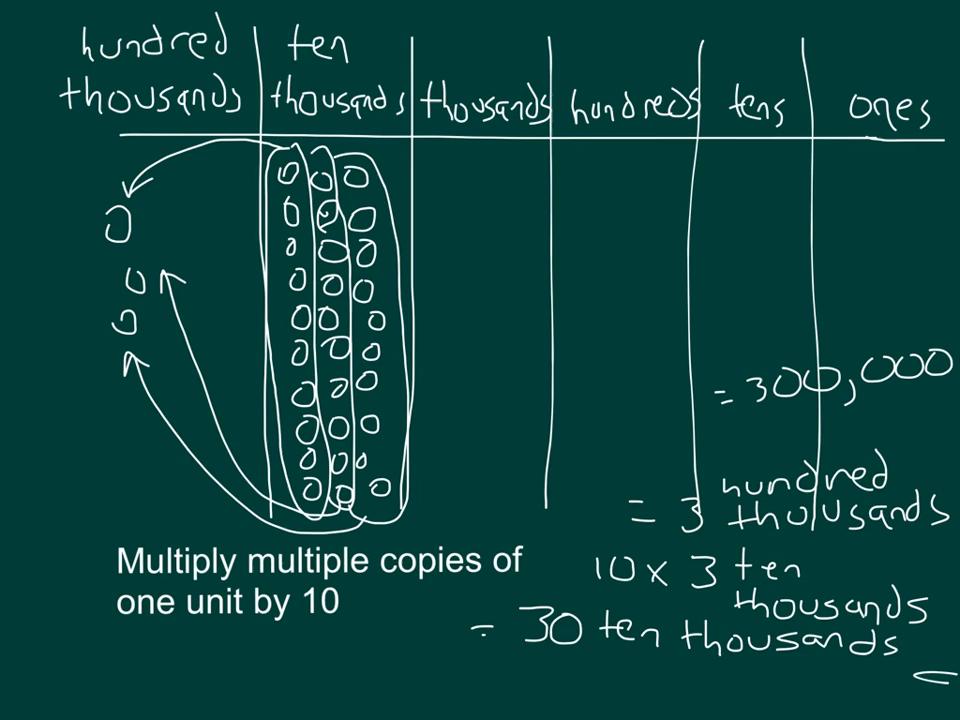 hundred thousands
ten thousands
thousands
hundreds
tens
ones
= 300,000
= 3 hundred thousands
Multiply multiple copies of
one unit by 10
10 x 3 ten thousands
= 30 ten thousands
=